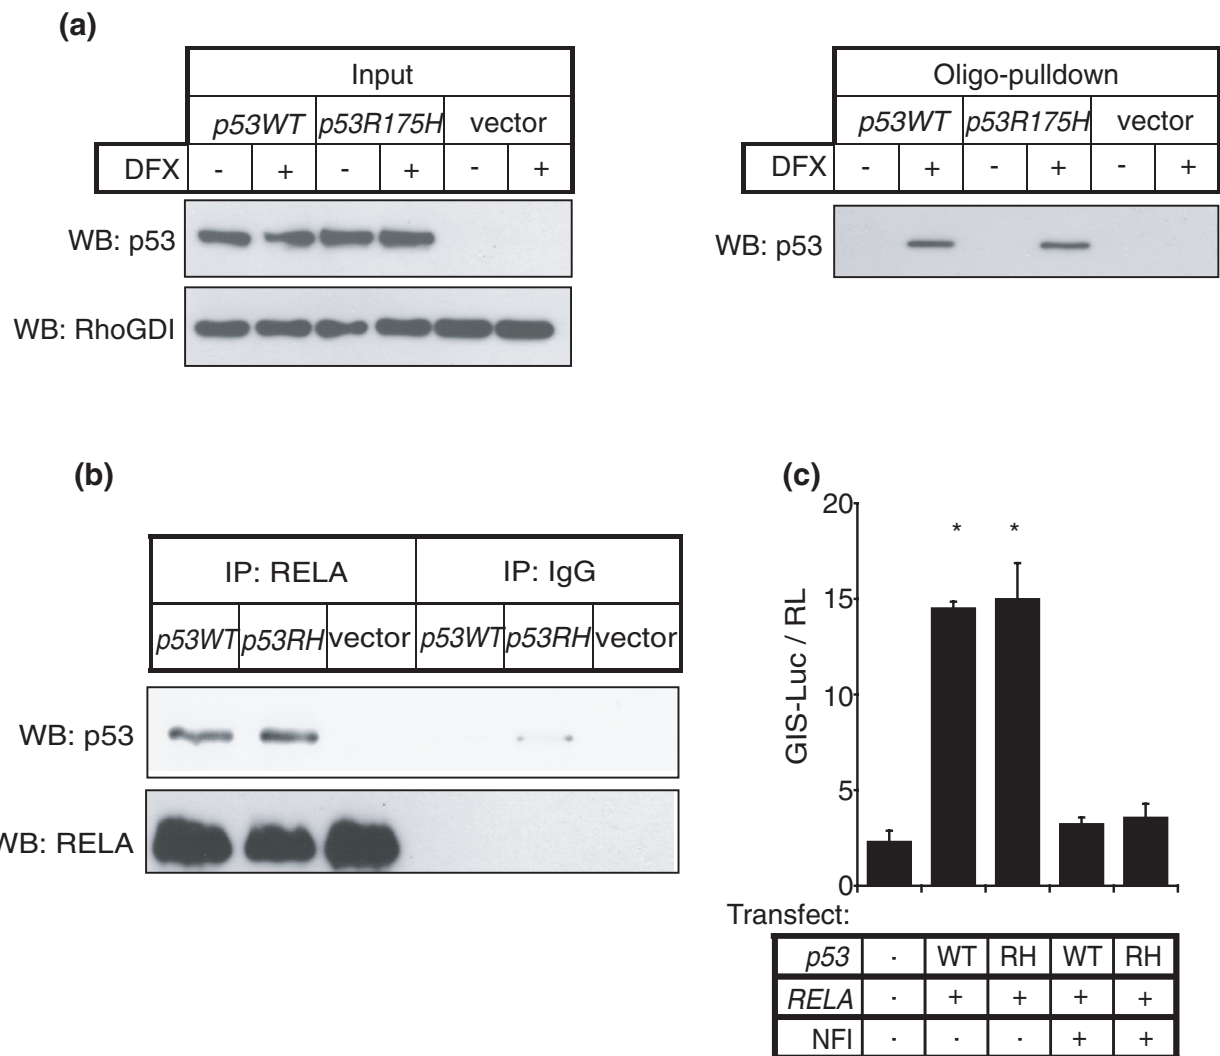 (a)
Input
p53WT p53R175H vector
DFX - + - + - +
WB: p53
WB: RhoGDI
Oligo-pulldown
p53WT p53R175H vector
DFX - + - + - +
WB: p53
(b)
IP: RELA IP: IgG
p53WT p53RH vector p53WT p53RH vector
WB: p53
WB: RELA
(c)
GIS-Luc / RL
20
15
10
5
0
* *
Transfect:
p53 - WT RH WT RH
RELA - + + + +
NFI - - - + +